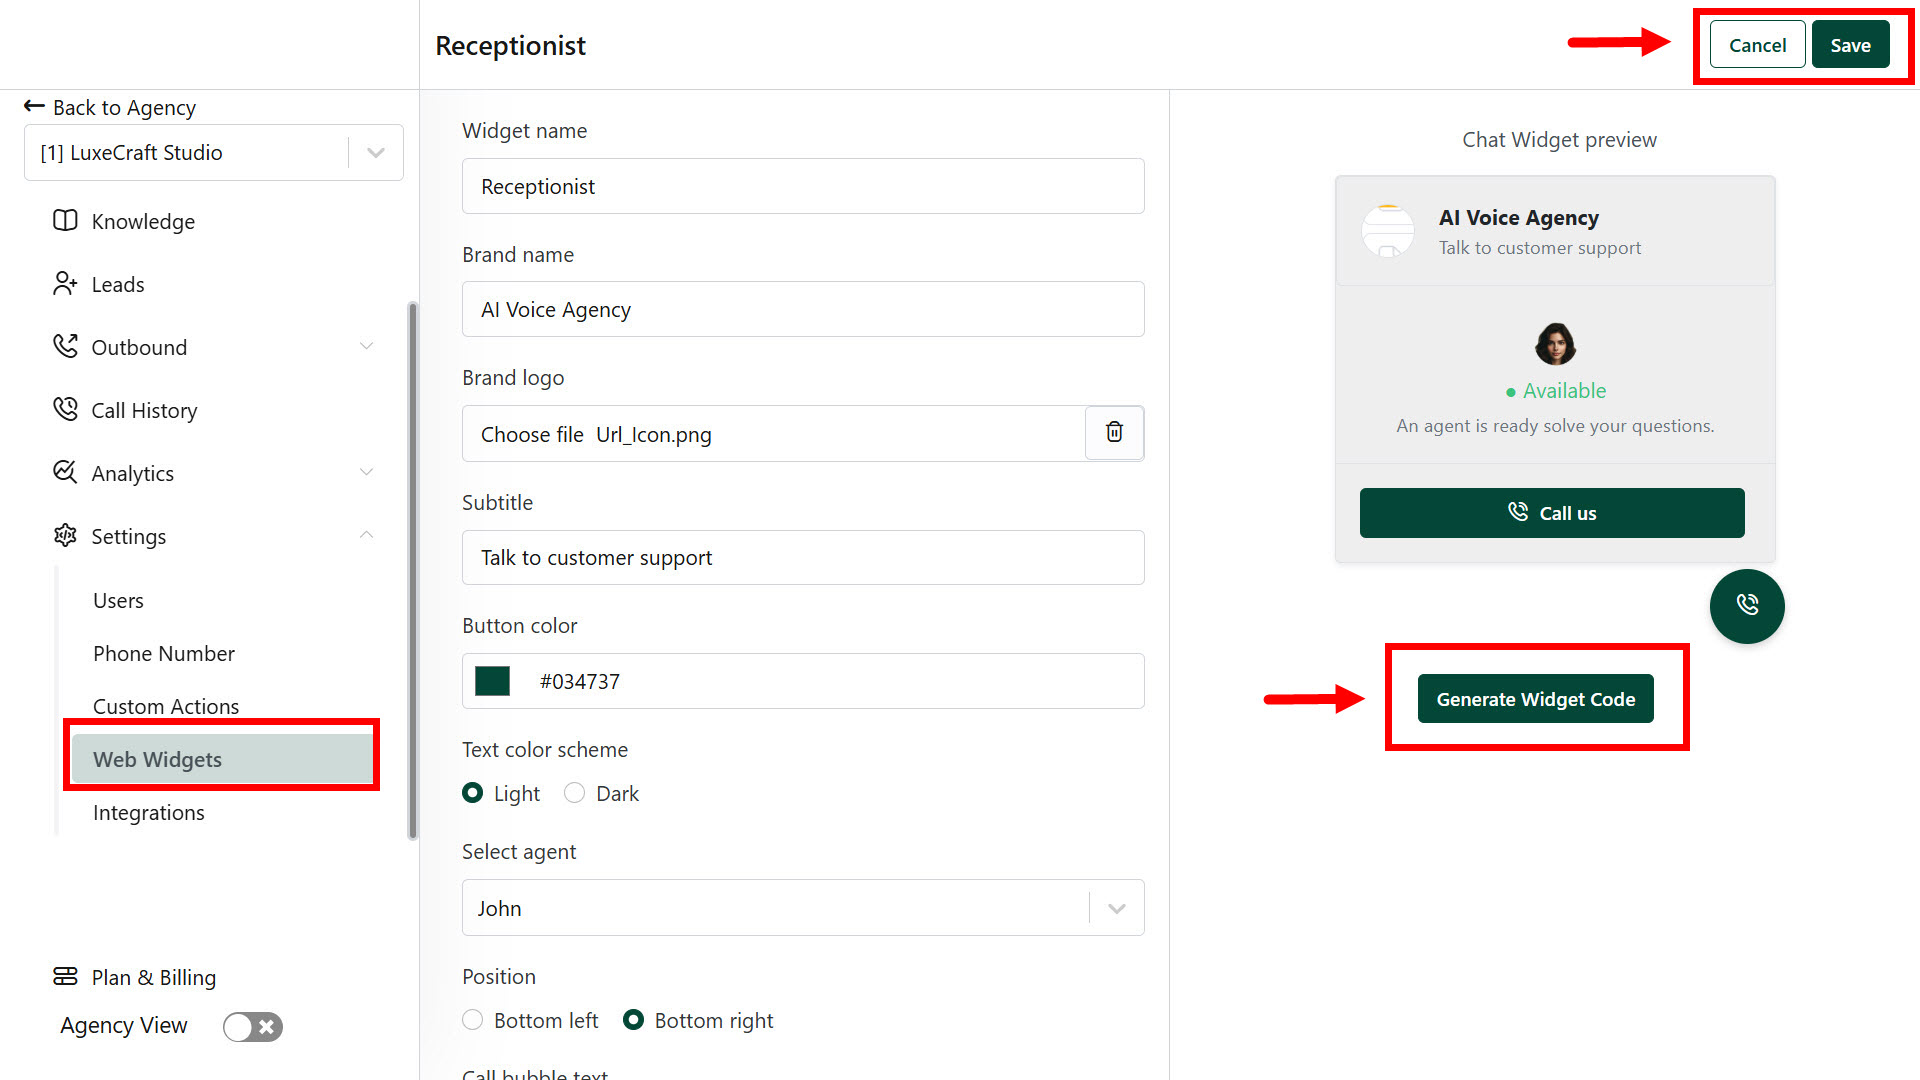 Receptionist
Cancel
Save
Back to Agency
[1] LuxeCraft Studio
Knowledge
Leads
Outbound
Call History
Analytics
Settings
Users
Phone Number
Custom Actions
Web Widgets
Integrations
Plan & Billing
Agency View
Widget name
Receptionist
Brand name
AI Voice Agency
Brand logo
Choose file Url_Icon.png
Subtitle
Talk to customer support
Button color
#034737
Text color scheme
Light
Dark
Select agent
John
Position
Bottom left
Bottom right
Call bubble text
Chat Widget preview
AI Voice Agency
Talk to customer support
Available
An agent is ready solve your questions.
Call us
Generate Widget Code